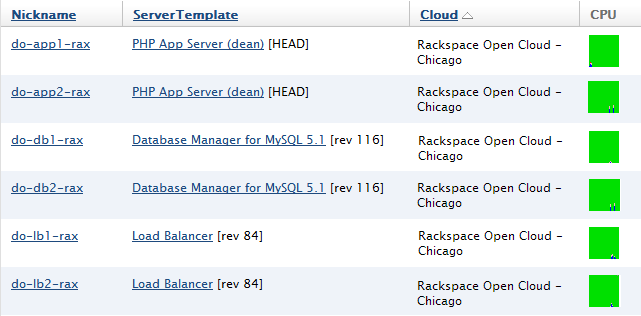 Nickname ServerTemplate Cloud CPU
do-app1-rax PHP App Server (dean) [HEAD] Rackspace Open Cloud -
Chicago
do-app2-rax PHP App Server (dean) [HEAD] Rackspace Open Cloud -
Chicago
do-db1-rax Database Manager for MySQL 5.1 [rev 116] Rackspace Open Cloud -
Chicago
do-db2-rax Database Manager for MySQL 5.1 [rev 116] Rackspace Open Cloud -
Chicago
do-lb1-rax Load Balancer [rev 84] Rackspace Open Cloud -
Chicago
do-lb2-rax Load Balancer [rev 84] Rackspace Open Cloud -
Chicago